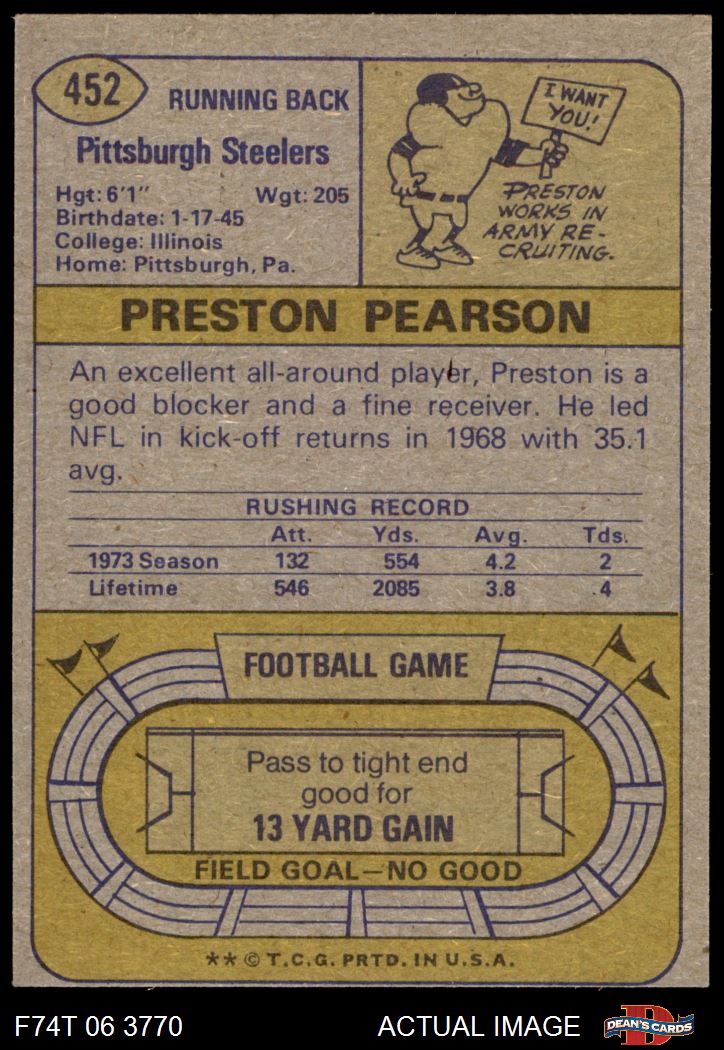 452
RUNNING BACK
Pittsburgh Steelers
Hgt: 6'1" Wgt: 205
Birthdate: 1-17-45
College: Illinois
Home: Pittsburgh, Pa.
I WANT
YOU!
PRESTON
WORKS IN
ARMY RE-
CRUITING.
PRESTON PEARSON
An excellent all-around player, Preston is a
good blocker and a fine receiver. He led
NFL in kick-off returns in 1968 with 35.1
avg.
RUSHING RECORD
Att. Yds. Avg. Tds.
1973 Season 132 554 4.2 2
Lifetime 546 2085 3.8 4
FOOTBALL GAME
Pass to tight end
good for
13 YARD GAIN
FIELD GOAL—NO GOOD
** © T.C.G. PRTD. IN U.S.A.
F74T 06 3770 ACTUAL IMAGE D DEAN'S CARDS